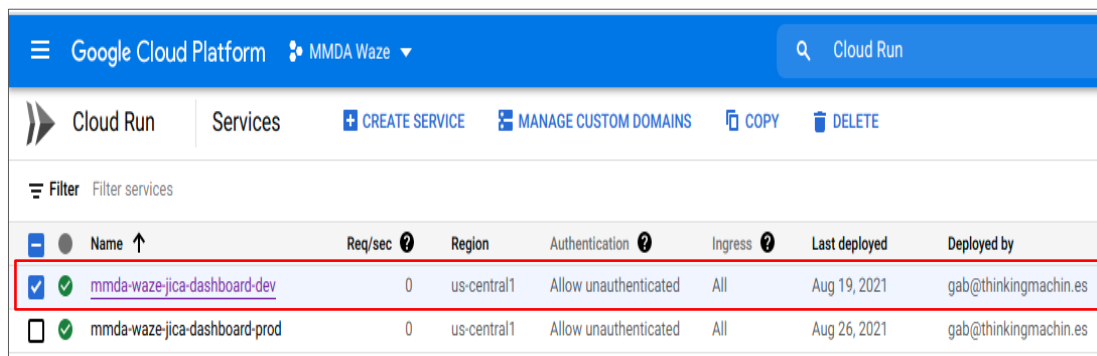 Google Cloud Platform MMDA Waze Cloud Run
Cloud Run Services CREATE SERVICE MANAGE CUSTOM DOMAINS COPY DELETE
Filter Filter services
Name Req/sec Region Authentication Ingress Last deployed Deployed by
mmda-waze-jica-dashboard-dev 0 us-central1 Allow unauthenticated All Aug 19, 2021 gab@thinkingmachin.es
mmda-waze-jica-dashboard-prod 0 us-central1 Allow unauthenticated All Aug 26, 2021 gab@thinkingmachin.es